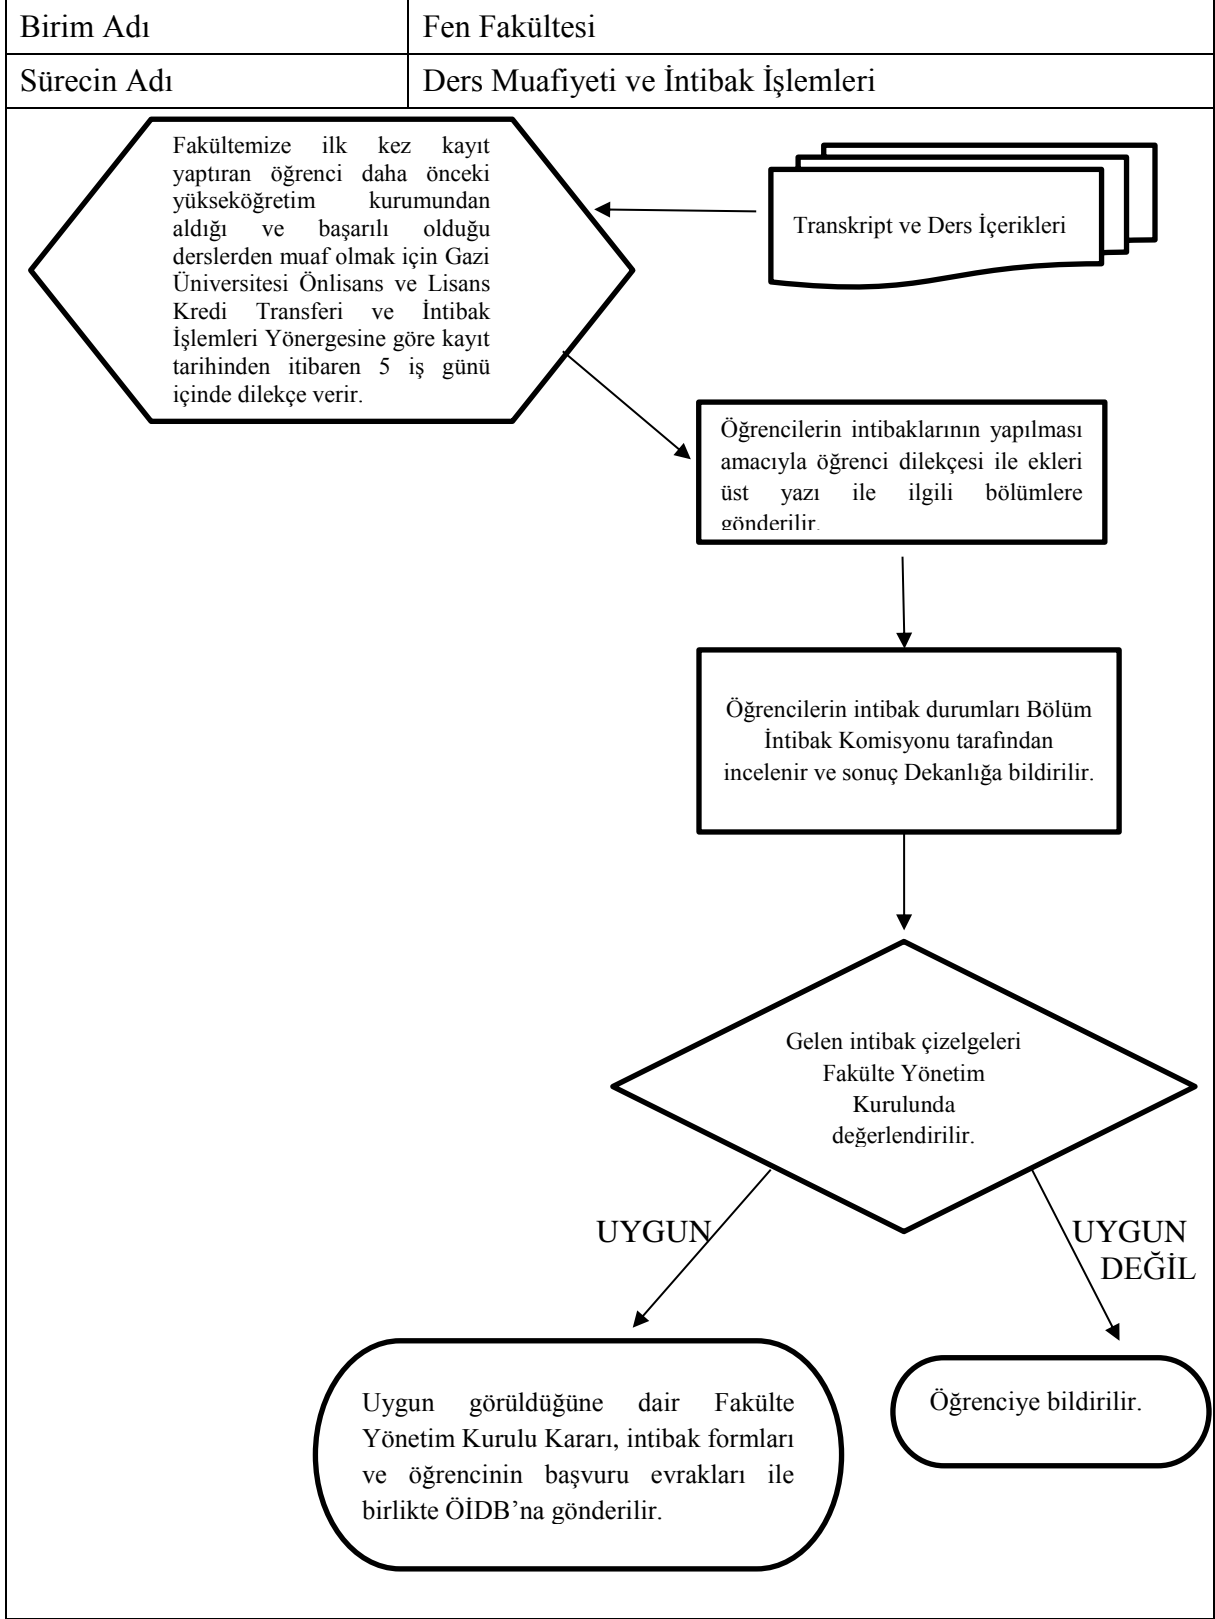 Birim Adı
Fen Fakültesi
Sürecin Adı
Ders Muafiyeti ve İntibak İşlemleri
Fakültemize ilk kez kayıt
yaptıran öğrenci daha önceki
yükseköğretim kurumundan
aldığı ve başarılı olduğu
derslerden muaf olmak için Gazi
Üniversitesi Önlisans ve Lisans
Kredi Transferi ve İntibak
İşlemleri Yönergesine göre kayıt
tarihinden itibaren 5 iş günü
içinde dilekçe verir.
Transkript ve Ders İçerikleri
Öğrencilerin intibaklarının yapılması
amacıyla öğrenci dilekçesi ile ekleri
üst yazı ile ilgili bölümlere
gönderilir.
Öğrencilerin intibak durumları Bölüm
İntibak Komisyonu tarafından
incelenir ve sonuç Dekanlığa bildirilir.
Gelen intibak çizelgeleri
Fakülte Yönetim
Kurulunda
değerlendirilir.
UYGUN
UYGUN
DEĞİL
Uygun görüldüğüne dair Fakülte
Yönetim Kurulu Kararı, intibak formları
ve öğrencinin başvuru evrakları ile
birlikte ÖİDB’na gönderilir.
Öğrenciye bildirilir.